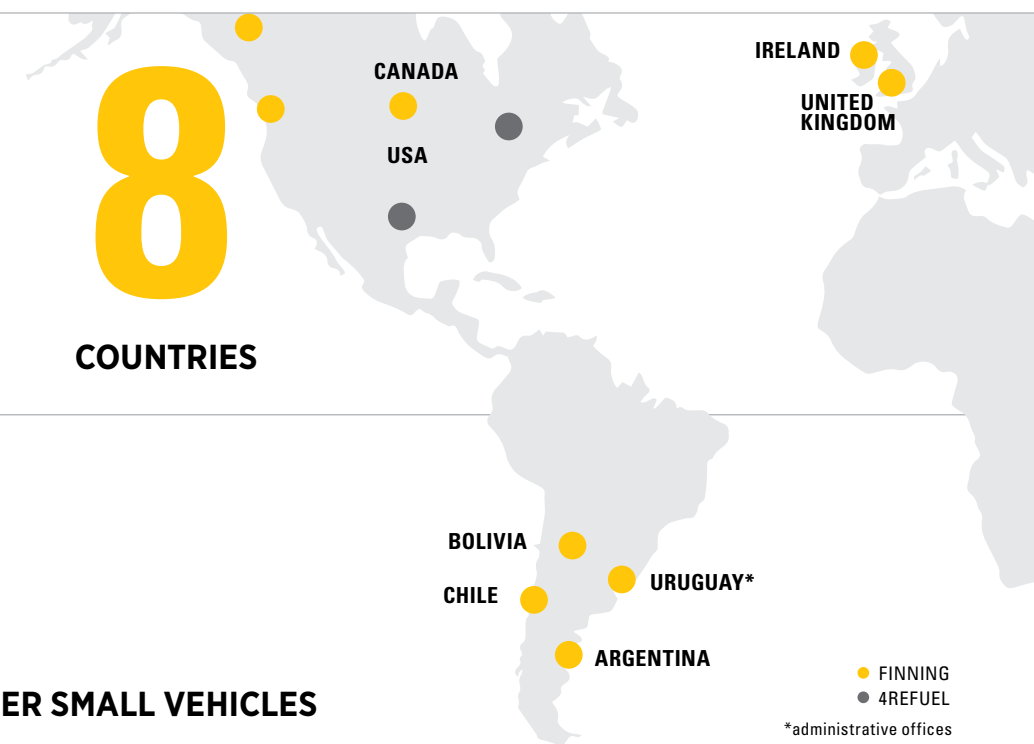 8
COUNTRIES
CANADA
USA
IRELAND
UNITED
KINGDOM
BOLIVIA
CHILE
URUGUAY*
ARGENTINA
ER SMALL VEHICLES
FINNING
4REFUEL
*administrative offices